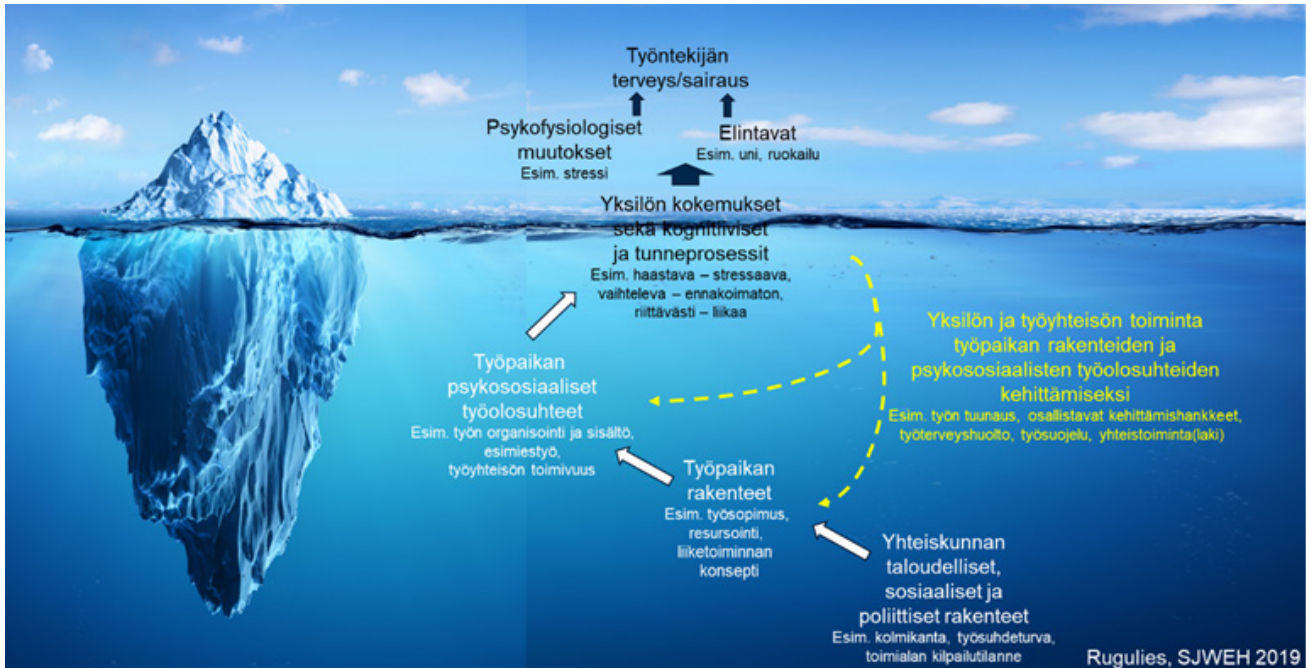 Työntekijän
terveys/sairaus
Psykofysiologiset
muutokset
Esim. stressi
Elintavat
Esim. uni, ruokailu
Yksilön kokemukset
sekä kognitiiviset
ja tunneprosessit
Esim. haastava – stressaava,
vaihteleva – ennakoimaton,
riittävästi – liikaa
Yksilön ja työyhteisön toiminta
työpaikan rakenteiden ja
psykososiaalisten työolosuhteiden
kehittämiseksi
Esim. työn tuunaus, osallistavat kehittämishankkeet,
työterveyshuolto, työsuojelu, yhteistoiminta(laki)
Työpaikan
psykososiaaliset
työolosuhteet
Esim. työn organisointi ja sisältö,
esimiestyö,
työyhteisön toimivuus
Työpaikan
rakenteet
Esim. työsopimus,
resursointi,
liiketoiminnan
konsepti
Yhteiskunnan
taloudelliset,
sosiaaliset ja
poliittiset rakenteet
Esim. kolmikanta, työsuhdeturva,
toimialan kilpailutilanne
Rugulies, SJWEH 2019